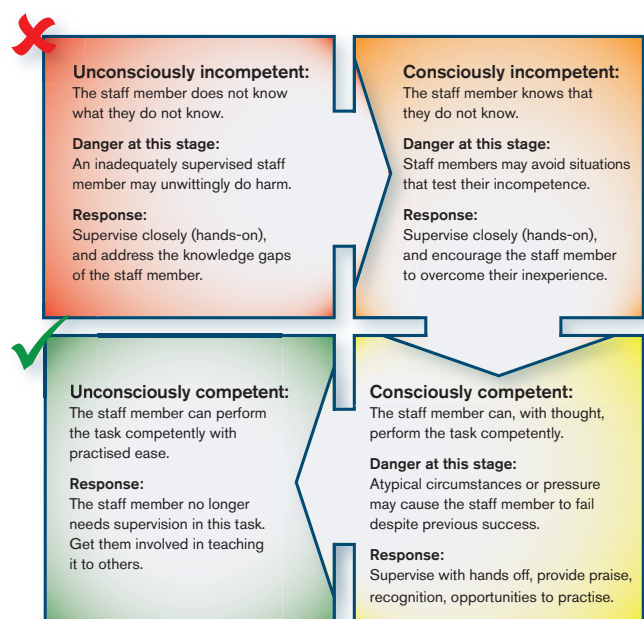 Unconsciously incompetent:
The staff member does not know
what they do not know.
Danger at this stage:
An inadequately supervised staff
member may unwittingly do harm.
Response:
Supervise closely (hands-on),
and address the knowledge gaps
of the staff member.
Consciously incompetent:
The staff member knows that
they do not know.
Danger at this stage:
Staff members may avoid situations
that test their incompetence.
Response:
Supervise closely (hands-on),
and encourage the staff member
to overcome their inexperience.
Consciously competent:
The staff member can, with thought,
perform the task competently.
Danger at this stage:
Atypical circumstances or pressure
may cause the staff member to fail
despite previous success.
Response:
Supervise with hands off, provide praise,
recognition, opportunities to practise.
Unconsciously competent:
The staff member can perform
the task competently with
practised ease.
Response:
The staff member no longer
needs supervision in this task.
Get them involved in teaching
it to others.